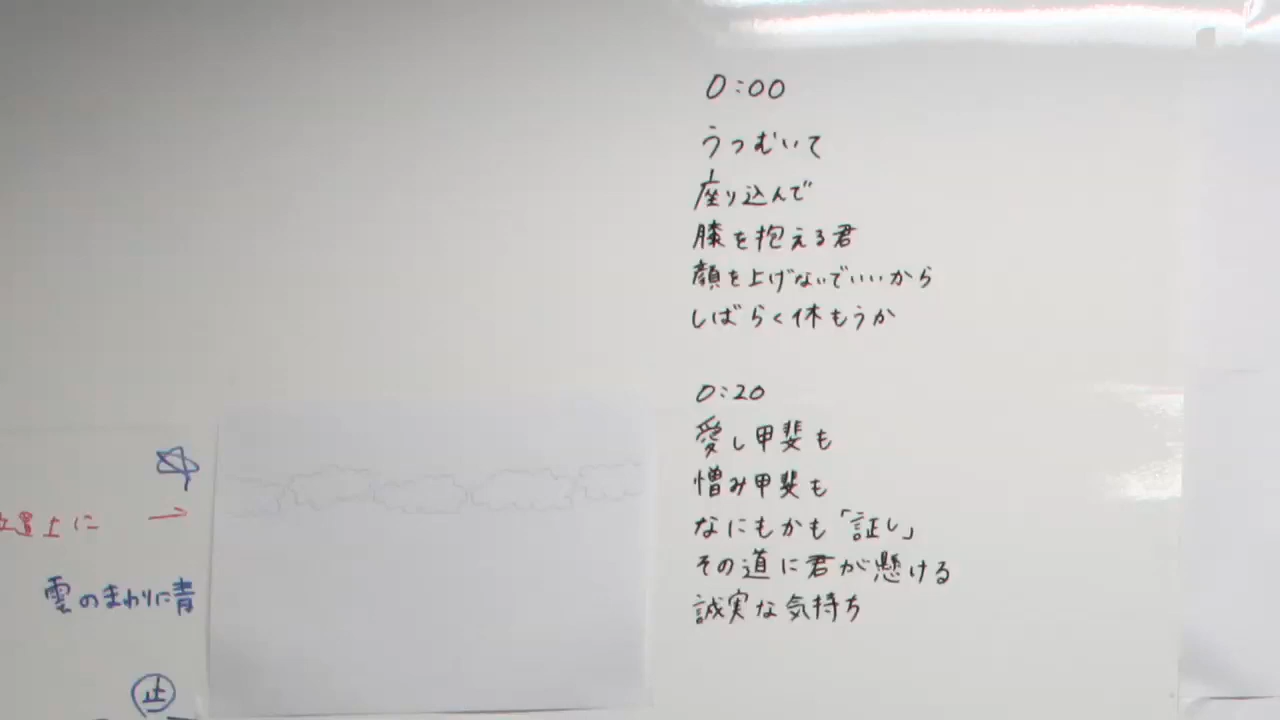 0:00
うつむいて
座り込んで
膝を抱える君
顔を上げないでいいから
しばらく休もうか
0:20
愛し甲斐も
憎み甲斐も
なにもかも「証し」
その道に君が懸ける
誠実な気持ち
置上に →
雲のまわりに青
止